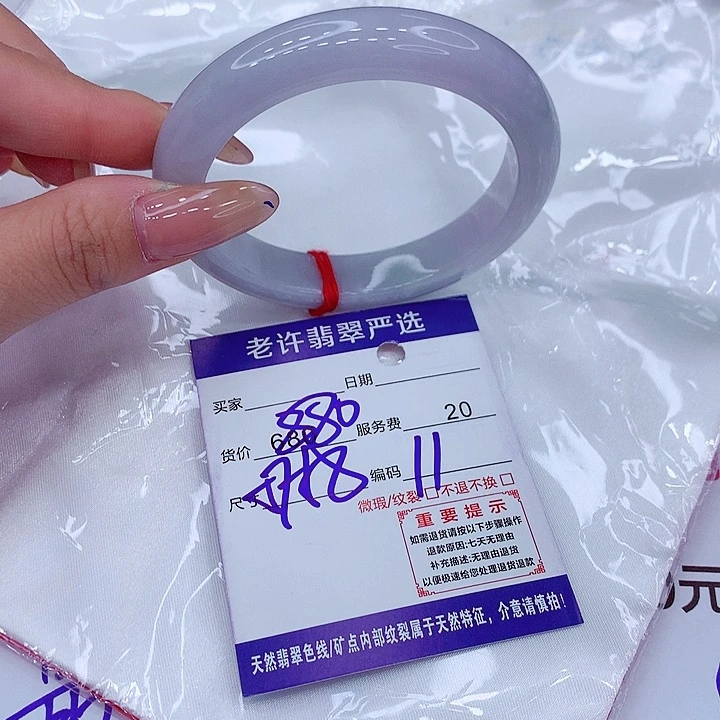 老许翡翠严选
买家 日期
880
货价 680 服务费 20
尺寸 编码 11
微瑕/纹裂 □ 不退不换 □
重要提示
如需退货请按以下步骤操作
退款原因:七天无理由
补充描述:无理由退货
以便极速给您处理退货退款
天然翡翠色线/矿点内部纹裂属于天然特征，介意请慎拍!
元